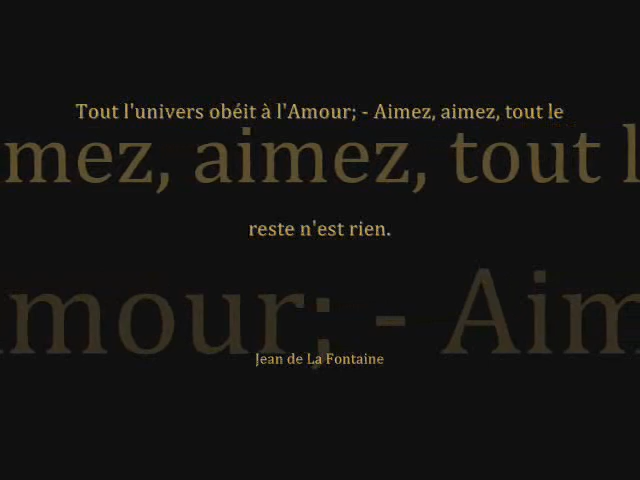 Tout l'univers obéit à l'Amour; - Aimez, aimez, tout le
mez, aimez, tout l
reste n'est rien.
mour; - Aim
Jean de La Fontaine